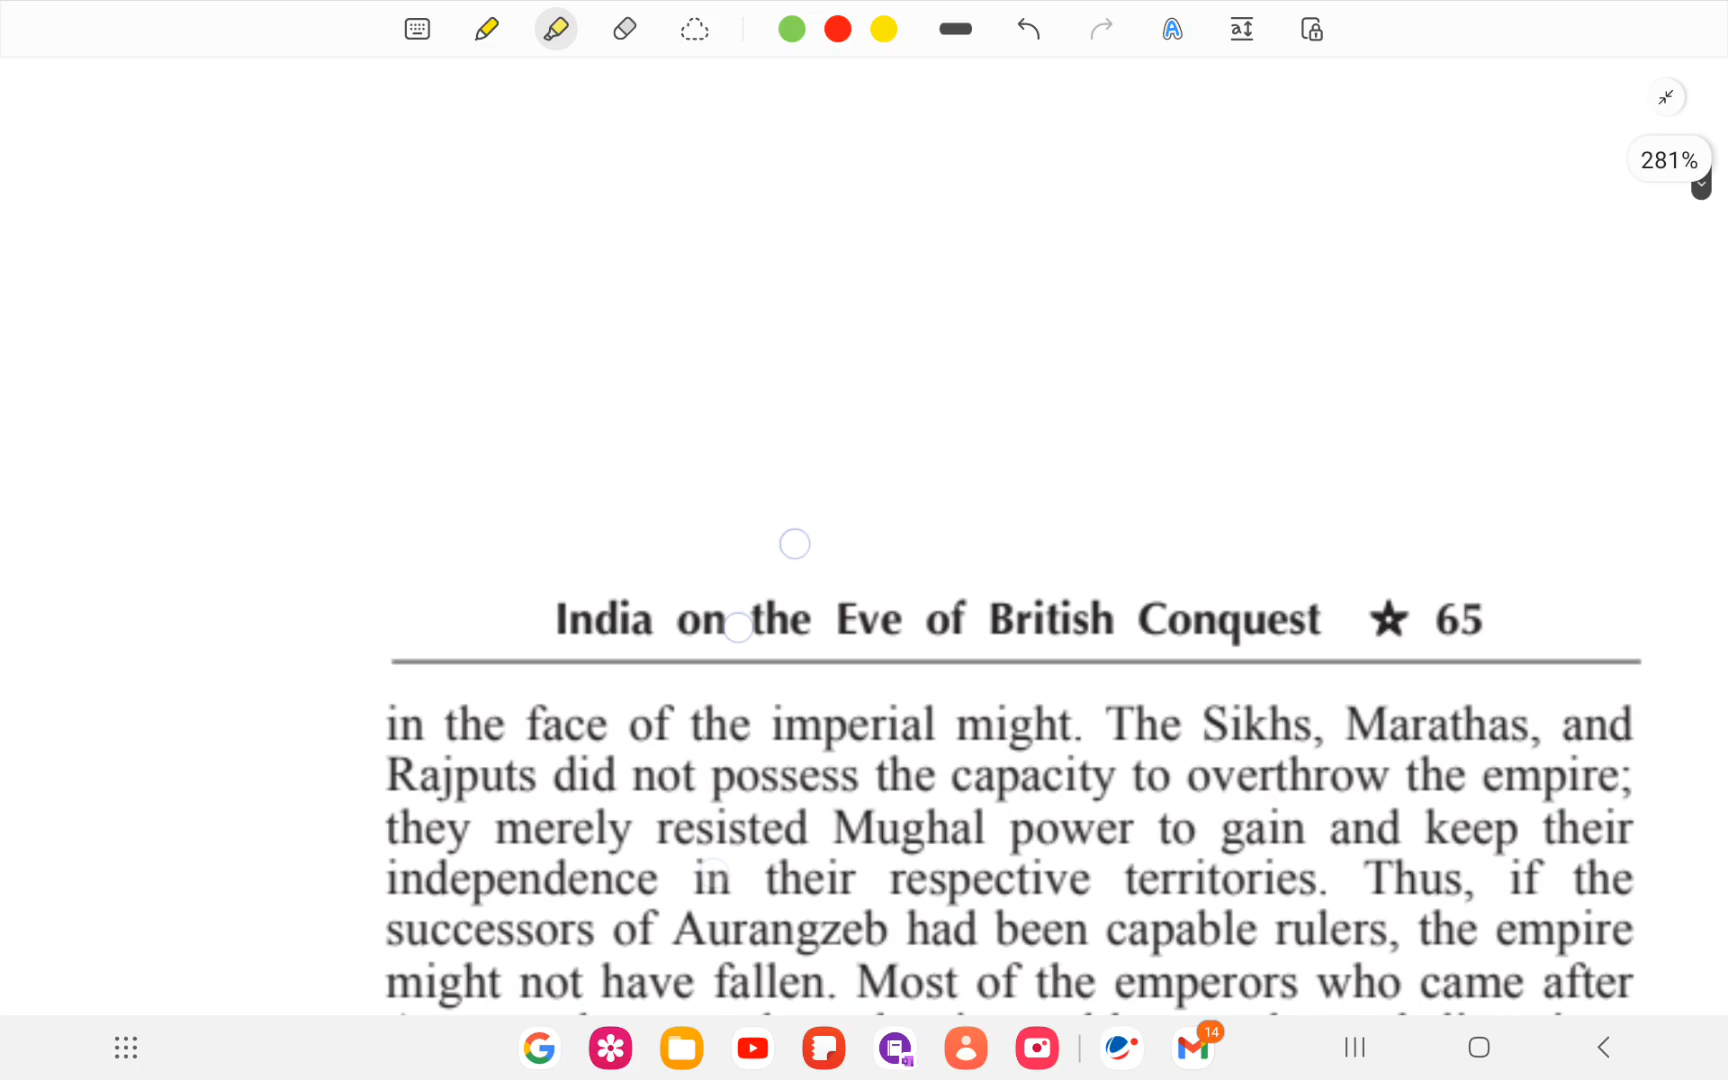 281%
India on the Eve of British Conquest ★ 65
in the face of the imperial might. The Sikhs, Marathas, and
Rajputs did not possess the capacity to overthrow the empire;
they merely resisted Mughal power to gain and keep their
independence in their respective territories. Thus, if the
successors of Aurangzeb had been capable rulers, the empire
might not have fallen. Most of the emperors who came after
14